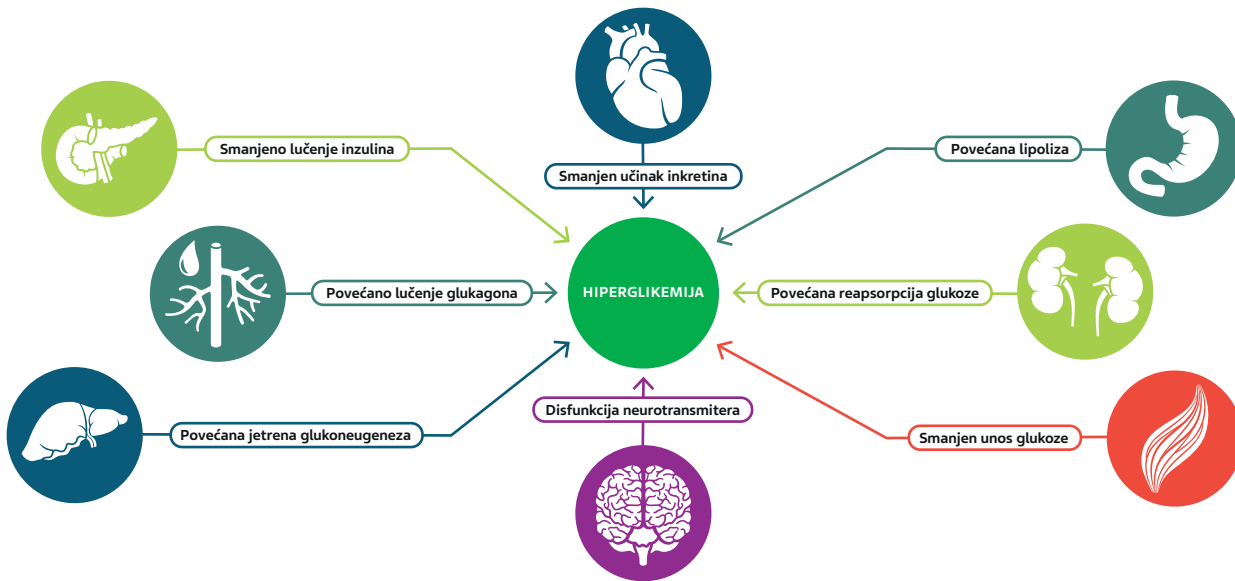 Smanjeno lučenje inzulina
Smanjen učinak inkretina
Povećana lipoliza
Povećano lučenje glukagona
HIPERGLIKEMIJA
Povećana reapsorpcija glukoze
Povećana jetrena glukoneugeneza
Disfunkcija neurotransmitera
Smanjen unos glukoze